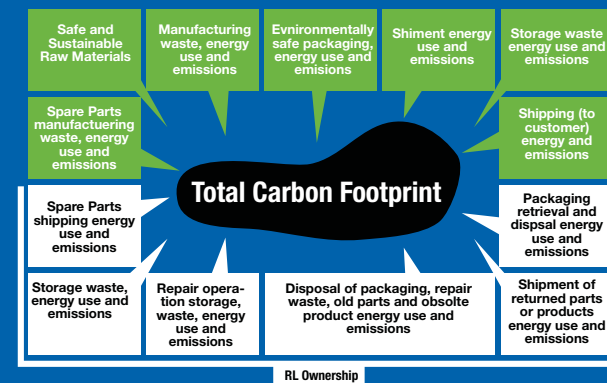 Safe and
Sustainable
Raw Materials
Manufacturing
waste, energy
use and
emissions
Evnironmentally
safe packaging,
energy use and
emisions
Shiment energy
use and
emissions
Storage waste
energy use and
emissions
Spare Parts
manufactuering
waste, energy
use and
emissions
Shipping (to
customer)
energy and
emissions
Total Carbon Footprint
Spare Parts
shipping energy
use and
emissions
Packaging
retrieval and
dispsal energy
use and
emissions
Storage waste,
energy use and
emissions
Repair opera-
tion storage,
waste, energy
use and
emissions
Disposal of packaging, repair
waste, old parts and obsolte
product energy use and
emissions
Shipment of
returned parts
or products
energy use and
emissions
RL Ownership